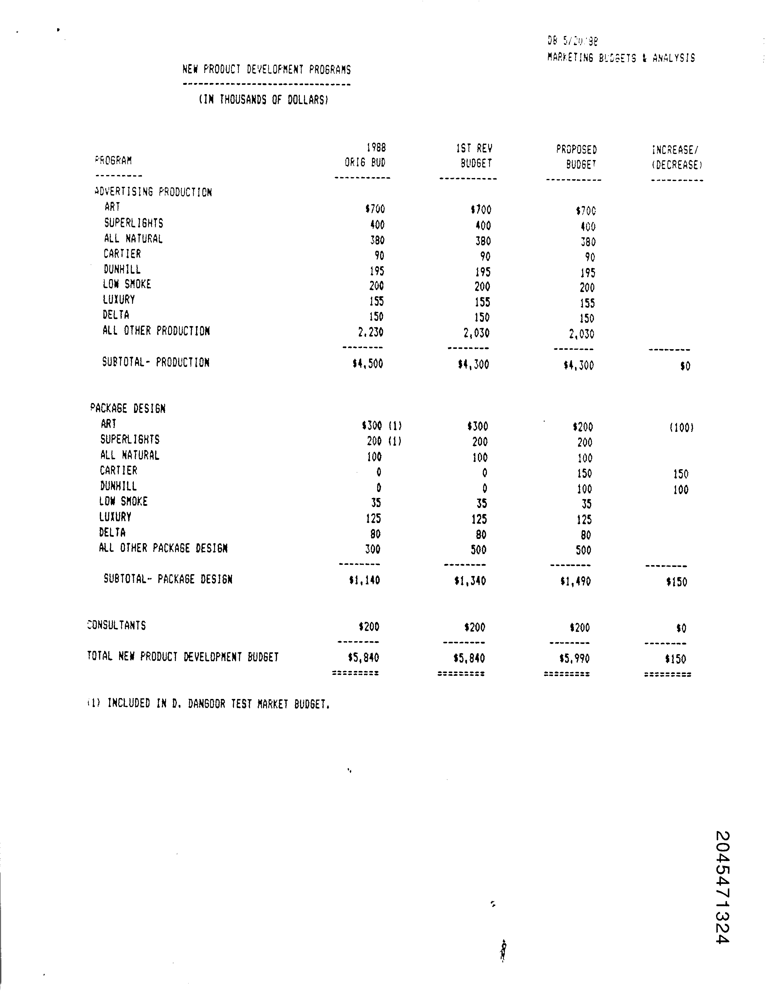 DB 5/20/88
MARKETING BUDGETS & ANALYSIS
NEW PRODUCT DEVELOPMENT PROGRAMS
--------------------------------
(IN THOUSANDS OF DOLLARS)
1988 1ST REV PROPOSED INCREASE/
PROGRAM ORIG BUD BUDGET BUDGET (DECREASE)
--------- ----------- ----------- ----------- ----------
ADVERTISING PRODUCTION
ART $700 $700 $700
SUPERLIGHTS 400 400 400
ALL NATURAL 380 380 380
CARTIER 90 90 90
DUNHILL 195 195 195
LOW SMOKE 200 200 200
LUXURY 155 155 155
DELTA 150 150 150
ALL OTHER PRODUCTION 2,230 2,030 2,030
-------- -------- -------- --------
SUBTOTAL- PRODUCTION $4,500 $4,300 $4,300 $0
PACKAGE DESIGN
ART $300 (1) $300 $200 (100)
SUPERLIGHTS 200 (1) 200 200
ALL NATURAL 100 100 100
CARTIER 0 0 150 150
DUNHILL 0 0 100 100
LOW SMOKE 35 35 35
LUXURY 125 125 125
DELTA 80 80 80
ALL OTHER PACKAGE DESIGN 300 500 500
-------- -------- -------- --------
SUBTOTAL- PACKAGE DESIGN $1,140 $1,340 $1,490 $150
CONSULTANTS $200 $200 $200 $0
-------- -------- -------- --------
TOTAL NEW PRODUCT DEVELOPMENT BUDGET $5,840 $5,840 $5,990 $150
========= ========= ========= =========
(1) INCLUDED IN D. DANGOOR TEST MARKET BUDGET.
2045471324